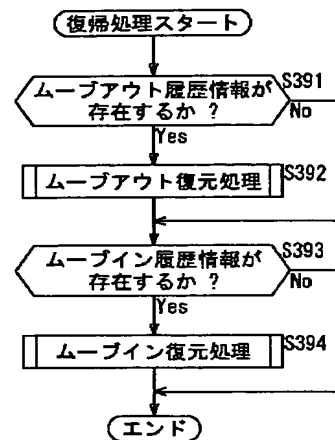 復帰処理スタート
S391
ムーブアウト履歴情報が
存在するか ?
No
Yes
ムーブアウト復元処理
S392
S393
ムーブイン履歴情報が
存在するか ?
No
Yes
ムーブイン復元処理
S394
エンド